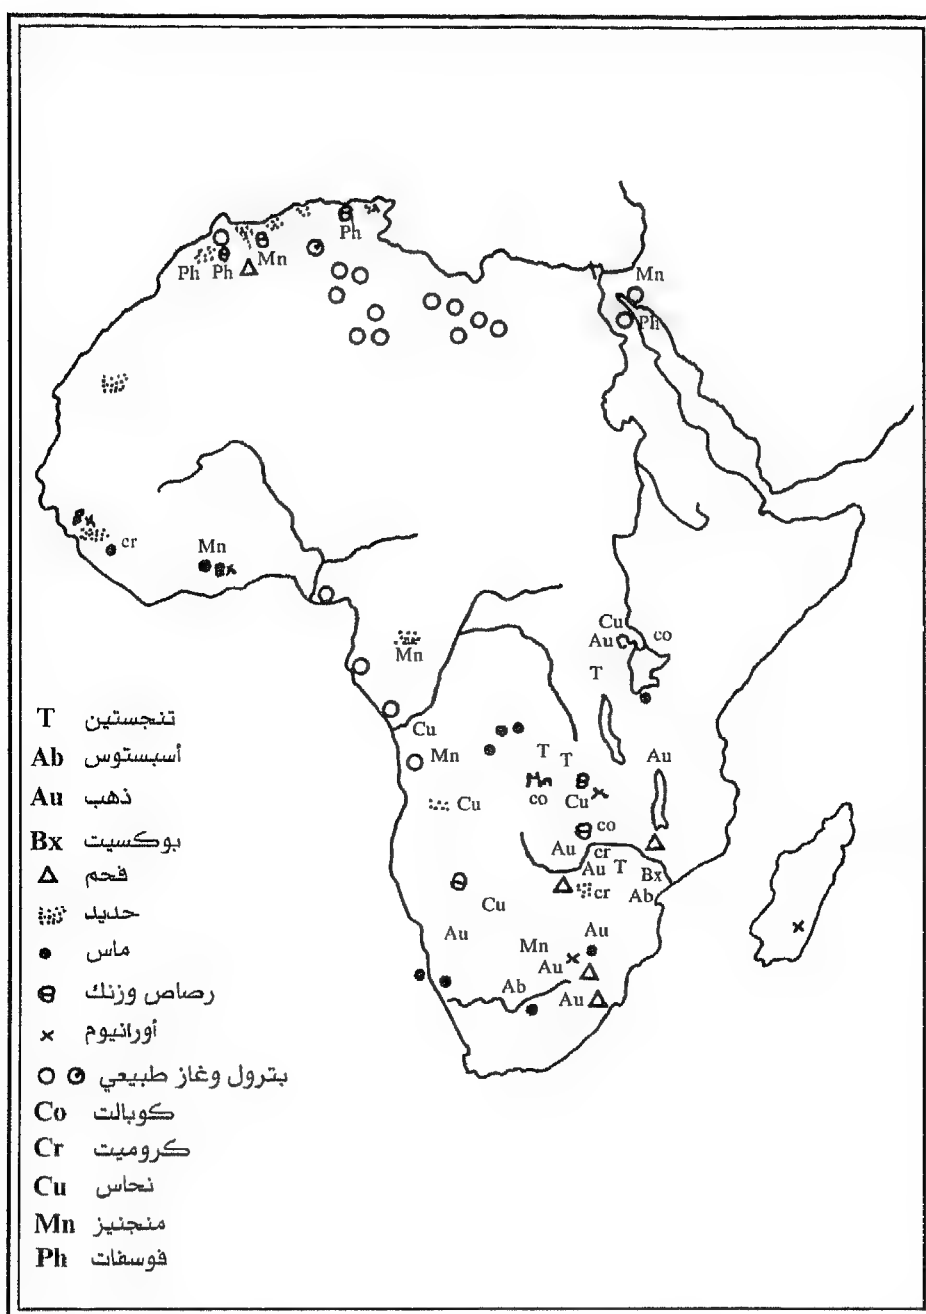 Mn
Ph
Ph Ph Mn
Ph
Bx
cr
Mn
Bx
Cu
Au
co
Mn
T
Cu
Mn
T
T
Au
Mn
co
Cu
Cu
co
Au
cr
Au
T
Bx
cr
Ab
Cu
Au
Au
Mn
Au
Ab
Au
T تنجستين
Ab أسبستوس
Au ذهب
Bx بوكسيت
فحم
حديد
ماس
رصاص وزنك
أورانيوم
بترول وغاز طبيعي
Co كوبالت
Cr كروميت
Cu نحاس
Mn منجنيز
Ph فوسفات